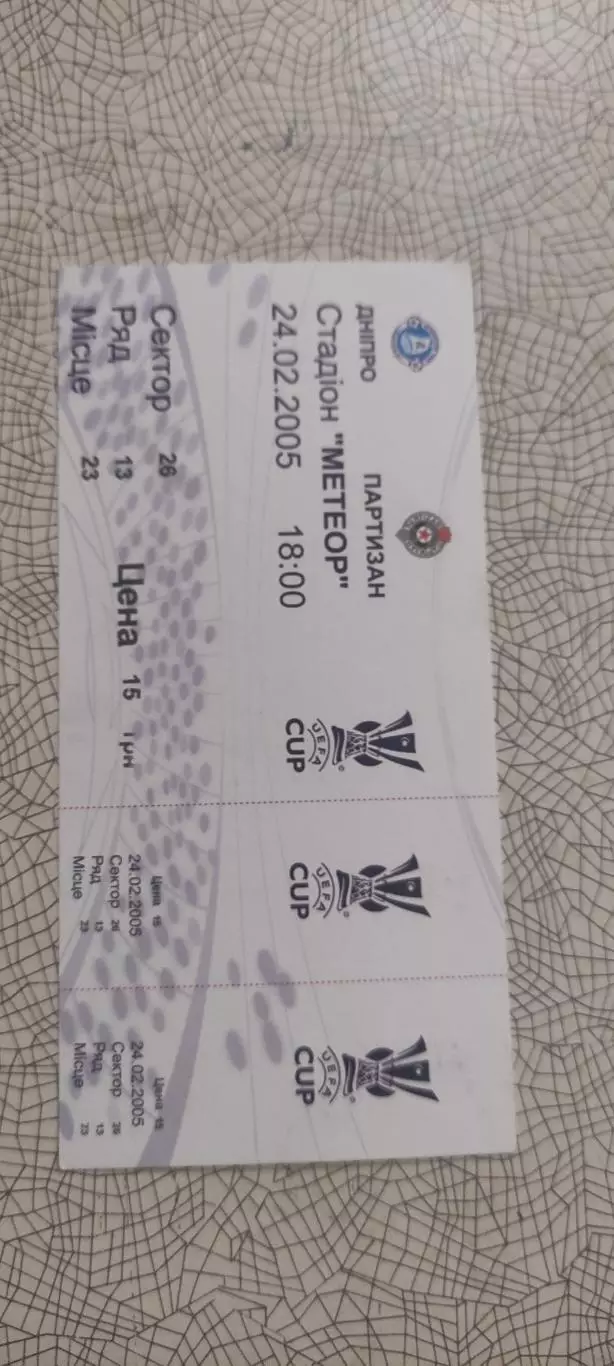 ДНІПРО ПАРТИЗАН
Стадіон "МЕТЕОР"
24.02.2005 18:00
Сектор 26
Ряд 13 Цена 15 грн
Місце 23
UEFA
CUP
UEFA
CUP
Цена 15
24.02.2005
Сектор 26
Ряд 13
Місце 23
UEFA
CUP
Цена 15
24.02.2005
Сектор 26
Ряд 13
Місце 23